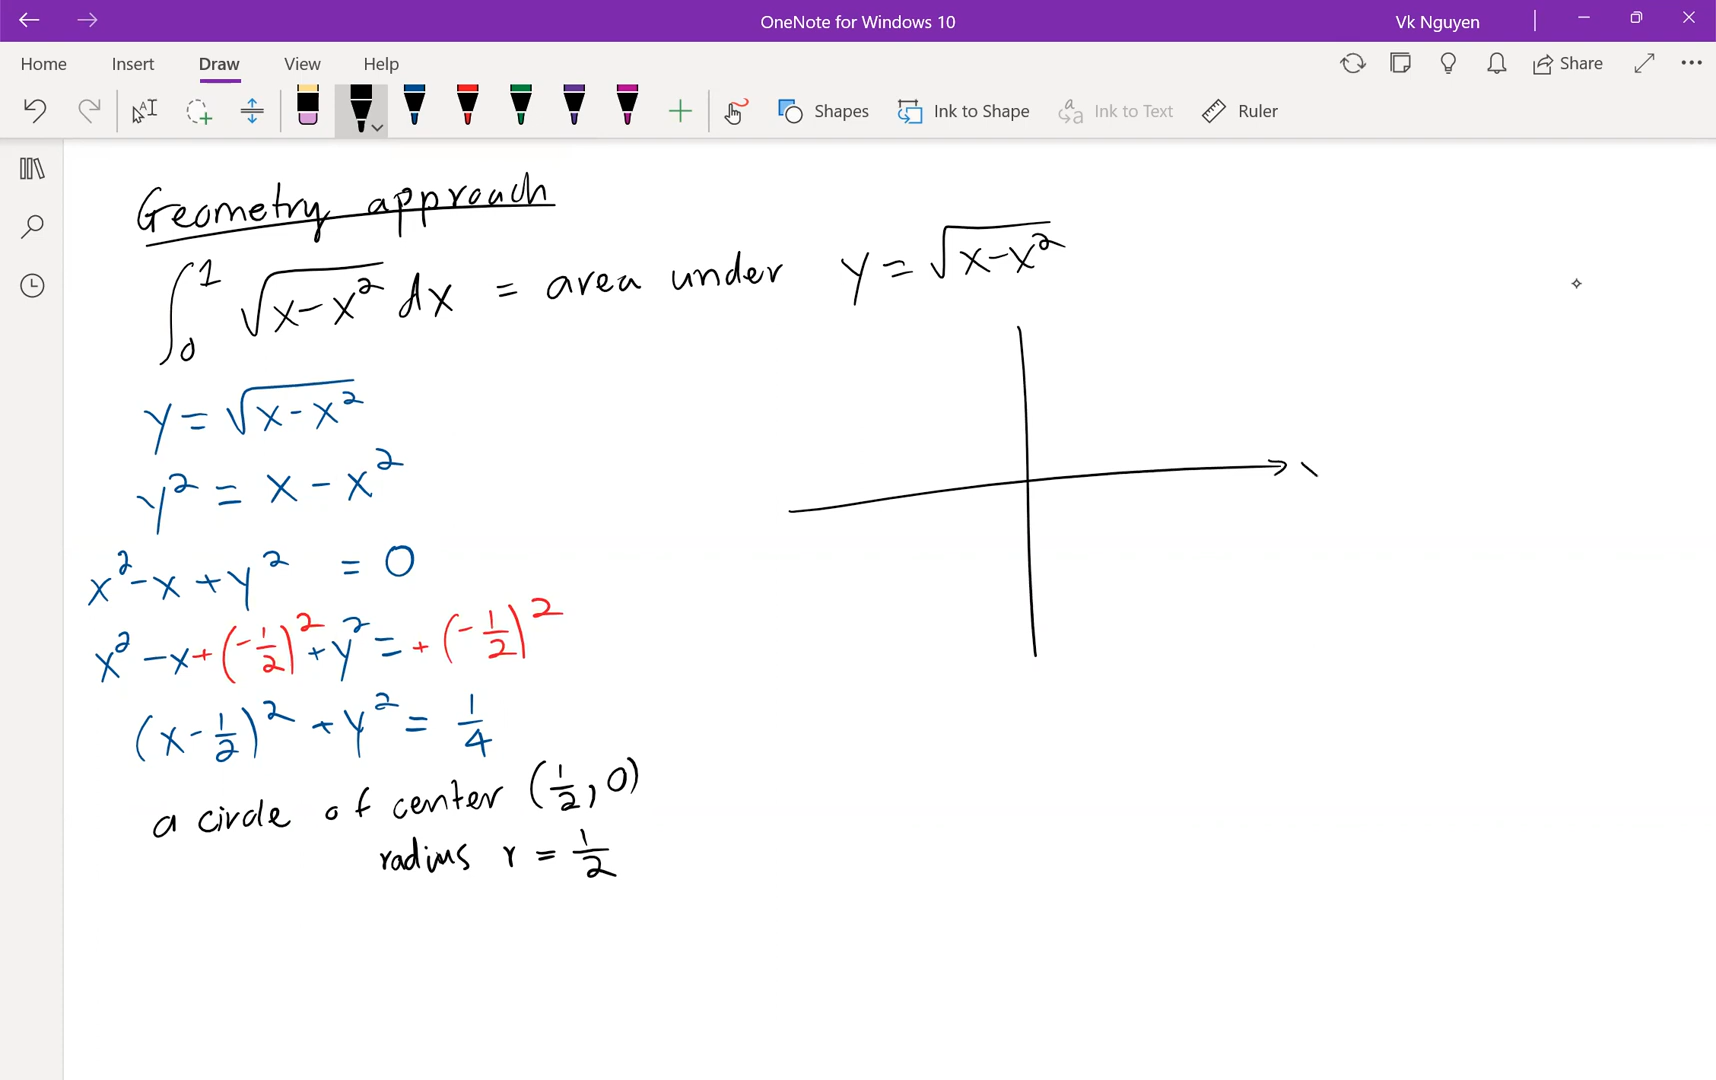 OneNote for Windows 10
Vk Nguyen
Home Insert Draw View Help
Share
Shapes Ink to Shape Ink to Text Ruler
Geometry approach
∫₀¹ √(x-x²) dx = area under y = √(x-x²)
y = √(x-x²)
y² = x - x²
x² - x + y² = 0
x² - x + (-1/2)² + y² = + (-1/2)²
(x - 1/2)² + y² = 1/4
a circle of center (1/2, 0)
radius r = 1/2